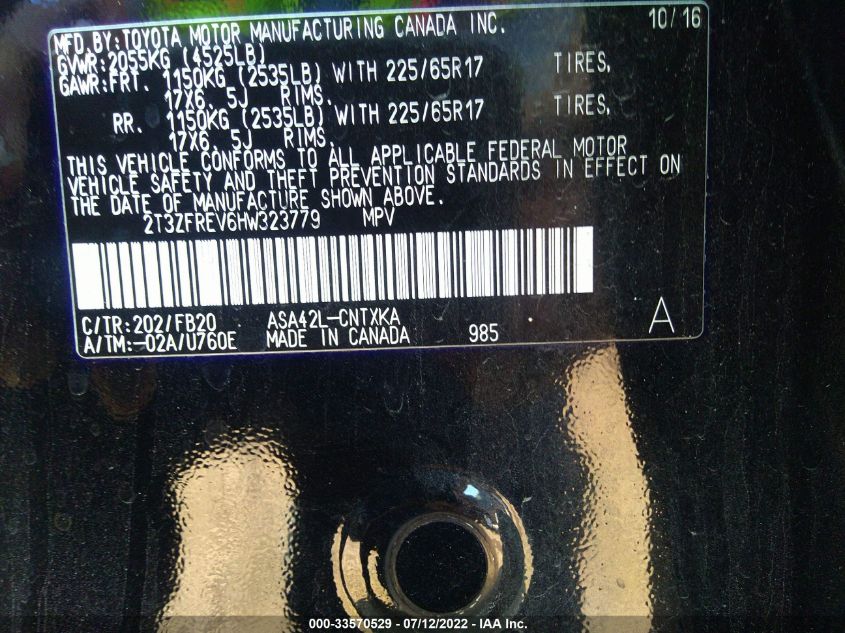 MFD.BY:TOYOTA MOTOR MANUFACTURING CANADA INC. 10/16
GVWR:2055KG (4525LB)
GAWR:FRT. 1150KG (2535LB) WITH 225/65R17 TIRES,
17X6. 5J RIMS.
RR. 1150KG (2535LB) WITH 225/65R17 TIRES,
17X6. 5J RIMS.
THIS VEHICLE CONFORMS TO ALL APPLICABLE FEDERAL MOTOR
VEHICLE SAFETY AND THEFT PREVENTION STANDARDS IN EFFECT ON
THE DATE OF MANUFACTURE SHOWN ABOVE.
2T3ZFREV6HW323779 MPV
C/TR:202/FB20 ASA42L-CNTXKA A
A/TM:-02A/U760E MADE IN CANADA 985
000-33570529 - 07/12/2022 - IAA Inc.